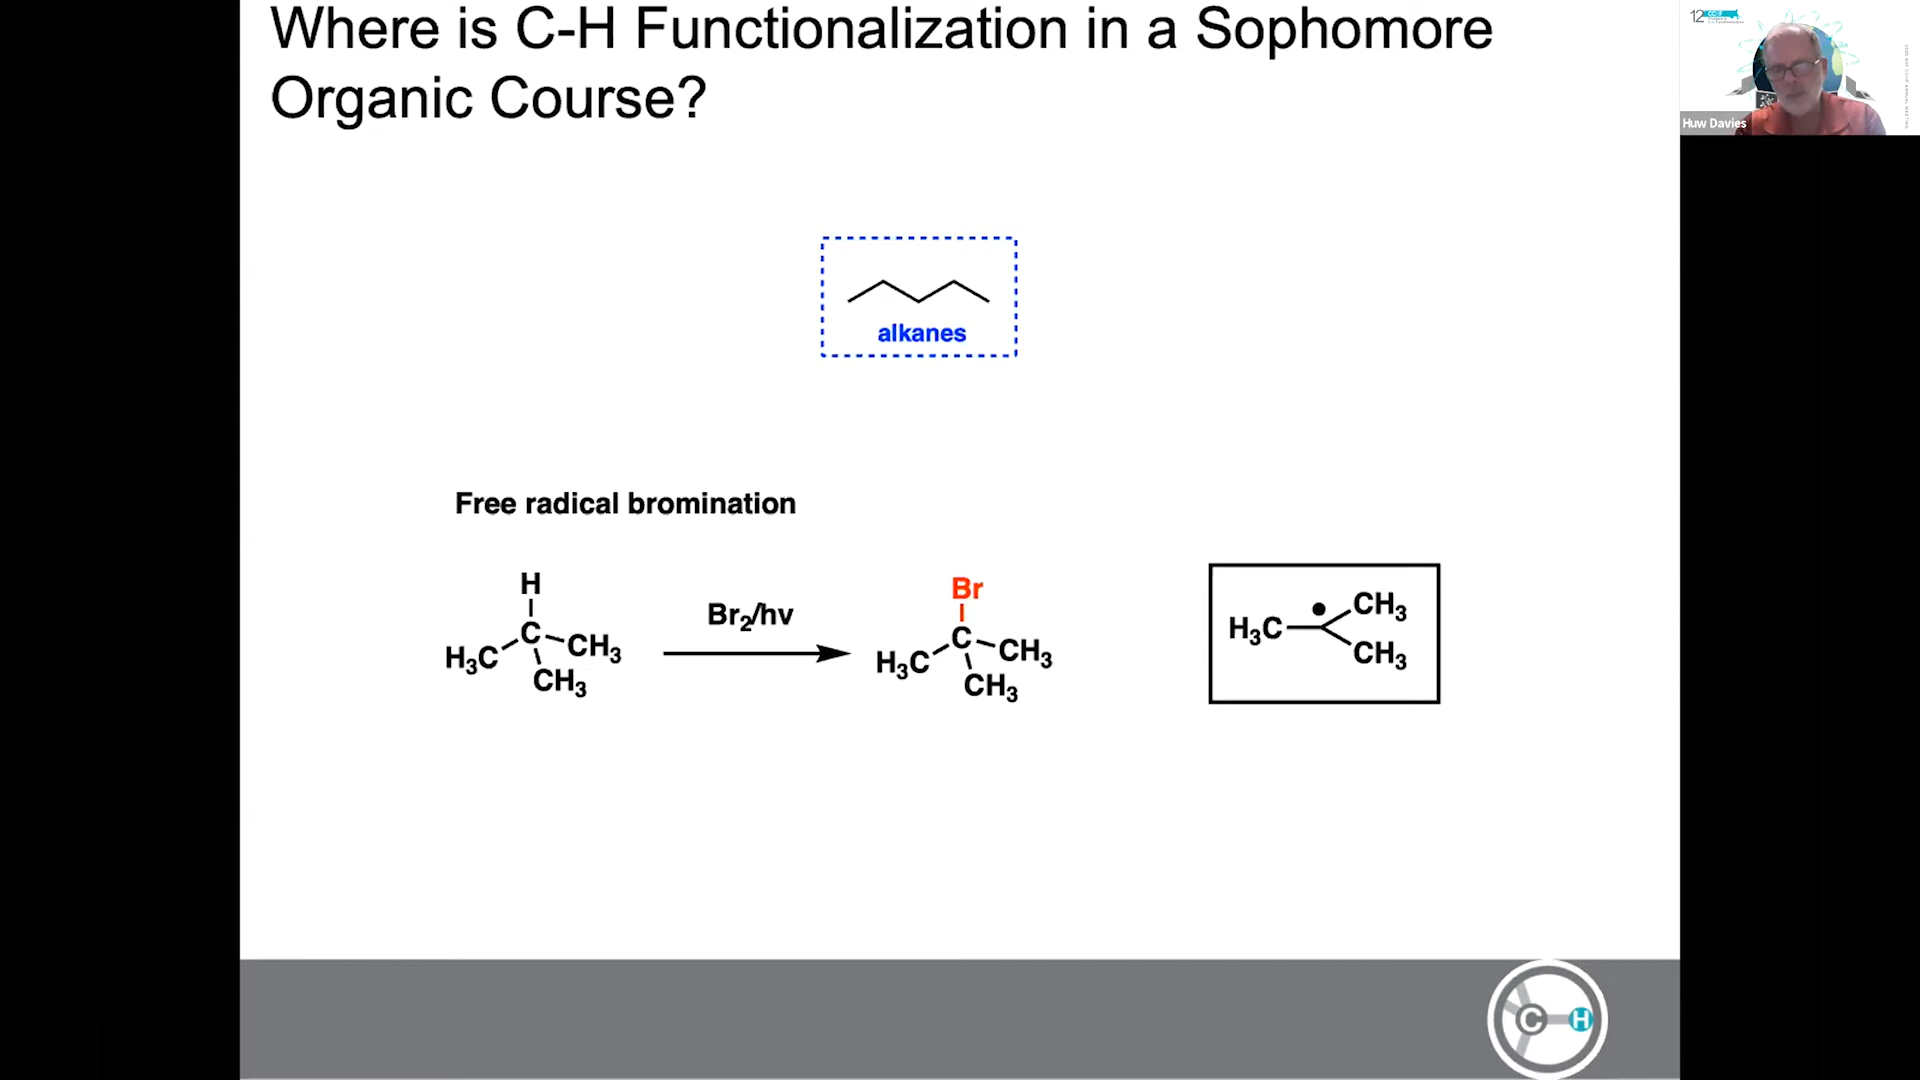 Where is C-H Functionalization in a Sophomore
Organic Course?
12
Huw Davies
alkanes
Free radical bromination
H
C
H₃C
CH₃
CH₃
Br₂/hv
Br
C
H₃C
CH₃
CH₃
H₃C
CH₃
CH₃
C H